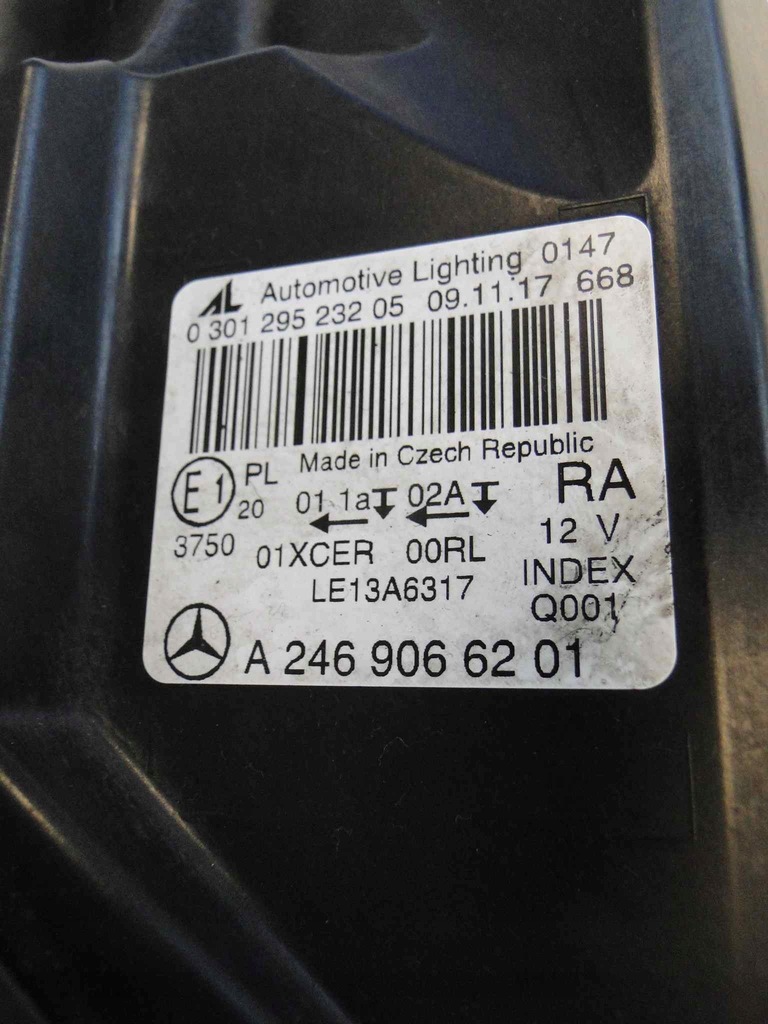 AL Automotive Lighting 0147
0 301 295 232 05 09.11.17 668
Made in Czech Republic
E1 PL 01 1a 02A RA
20
3750 01XCER 00RL 12 V
LE13A6317 INDEX
Q001
A 246 906 62 01